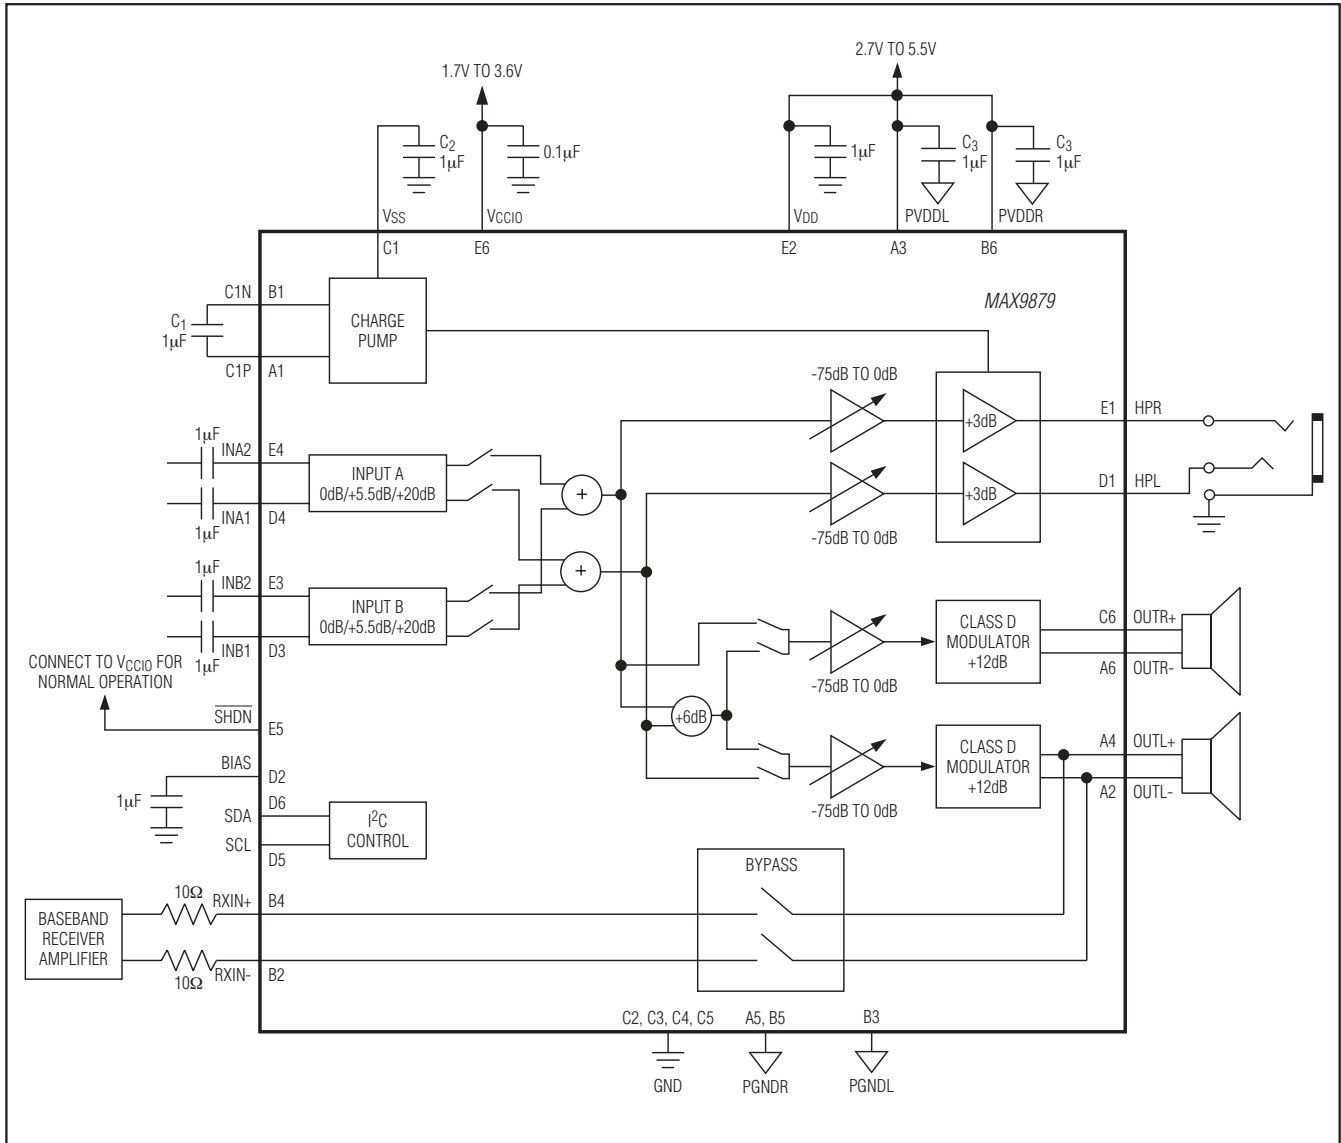 2.7V TO 5.5V
1.7V TO 3.6V
C2
1μF
0.1μF
1μF
C3
1μF
C3
1μF
VSS
VCCIO
VDD
PVDDL
PVDDR
C1
E6
E2
A3
B6
MAX9879
C1N
B1
C1
1μF
C1P
A1
CHARGE
PUMP
-75dB TO 0dB
+3dB
E1
HPR
+3dB
D1
HPL
-75dB TO 0dB
1μF
INA2
E4
INA1
D4
1μF
INPUT A
0dB/+5.5dB/+20dB
+
+
1μF
INB2
E3
INB1
D3
1μF
INPUT B
0dB/+5.5dB/+20dB
CLASS D
MODULATOR
+12dB
C6
OUTR+
A6
OUTR-
-75dB TO 0dB
CONNECT TO VCCIO FOR
NORMAL OPERATION
SHDN
E5
+6dB
CLASS D
MODULATOR
+12dB
A4
OUTL+
A2
OUTL-
-75dB TO 0dB
BIAS
D2
1μF
SDA
D6
SCL
D5
I2C
CONTROL
BYPASS
BASEBAND
RECEIVER
AMPLIFIER
10Ω
RXIN+
B4
10Ω
RXIN-
B2
C2, C3, C4, C5
A5, B5
B3
GND
PGNDR
PGNDL